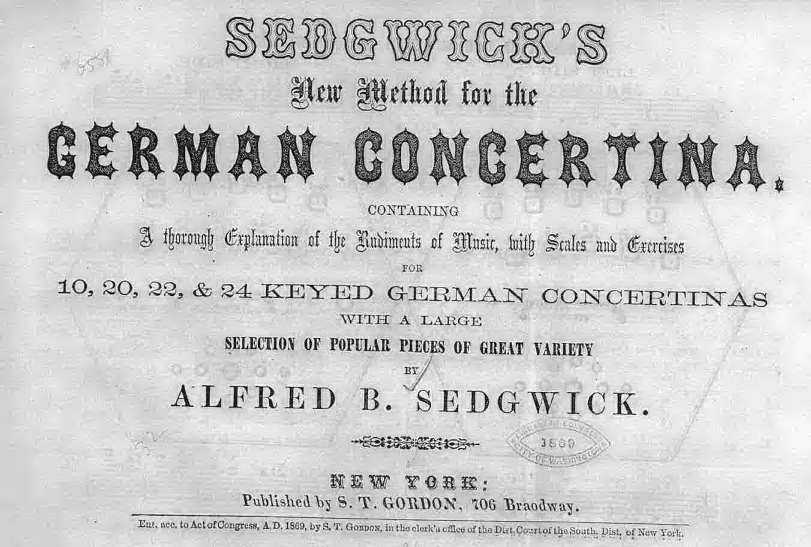 SEDGWICK'S
New Method for the
GERMAN CONCERTINA.
CONTAINING
A thorough Explanation of the Rudiments of Music, with Scales and Exercises
FOR
10, 20, 22, & 24 KEYED GERMAN CONCERTINAS
WITH A LARGE
SELECTION OF POPULAR PIECES OF GREAT VARIETY
BY
ALFRED B. SEDGWICK.
1869
NEW YORK:
Published by S. T. GORDON, 706 Braodway.
Ent. acc. to Act of Congress, A. D. 1869, by S. T. GORDON, in the clerk's office of the Dist. Court of the South. Dist. of New York.